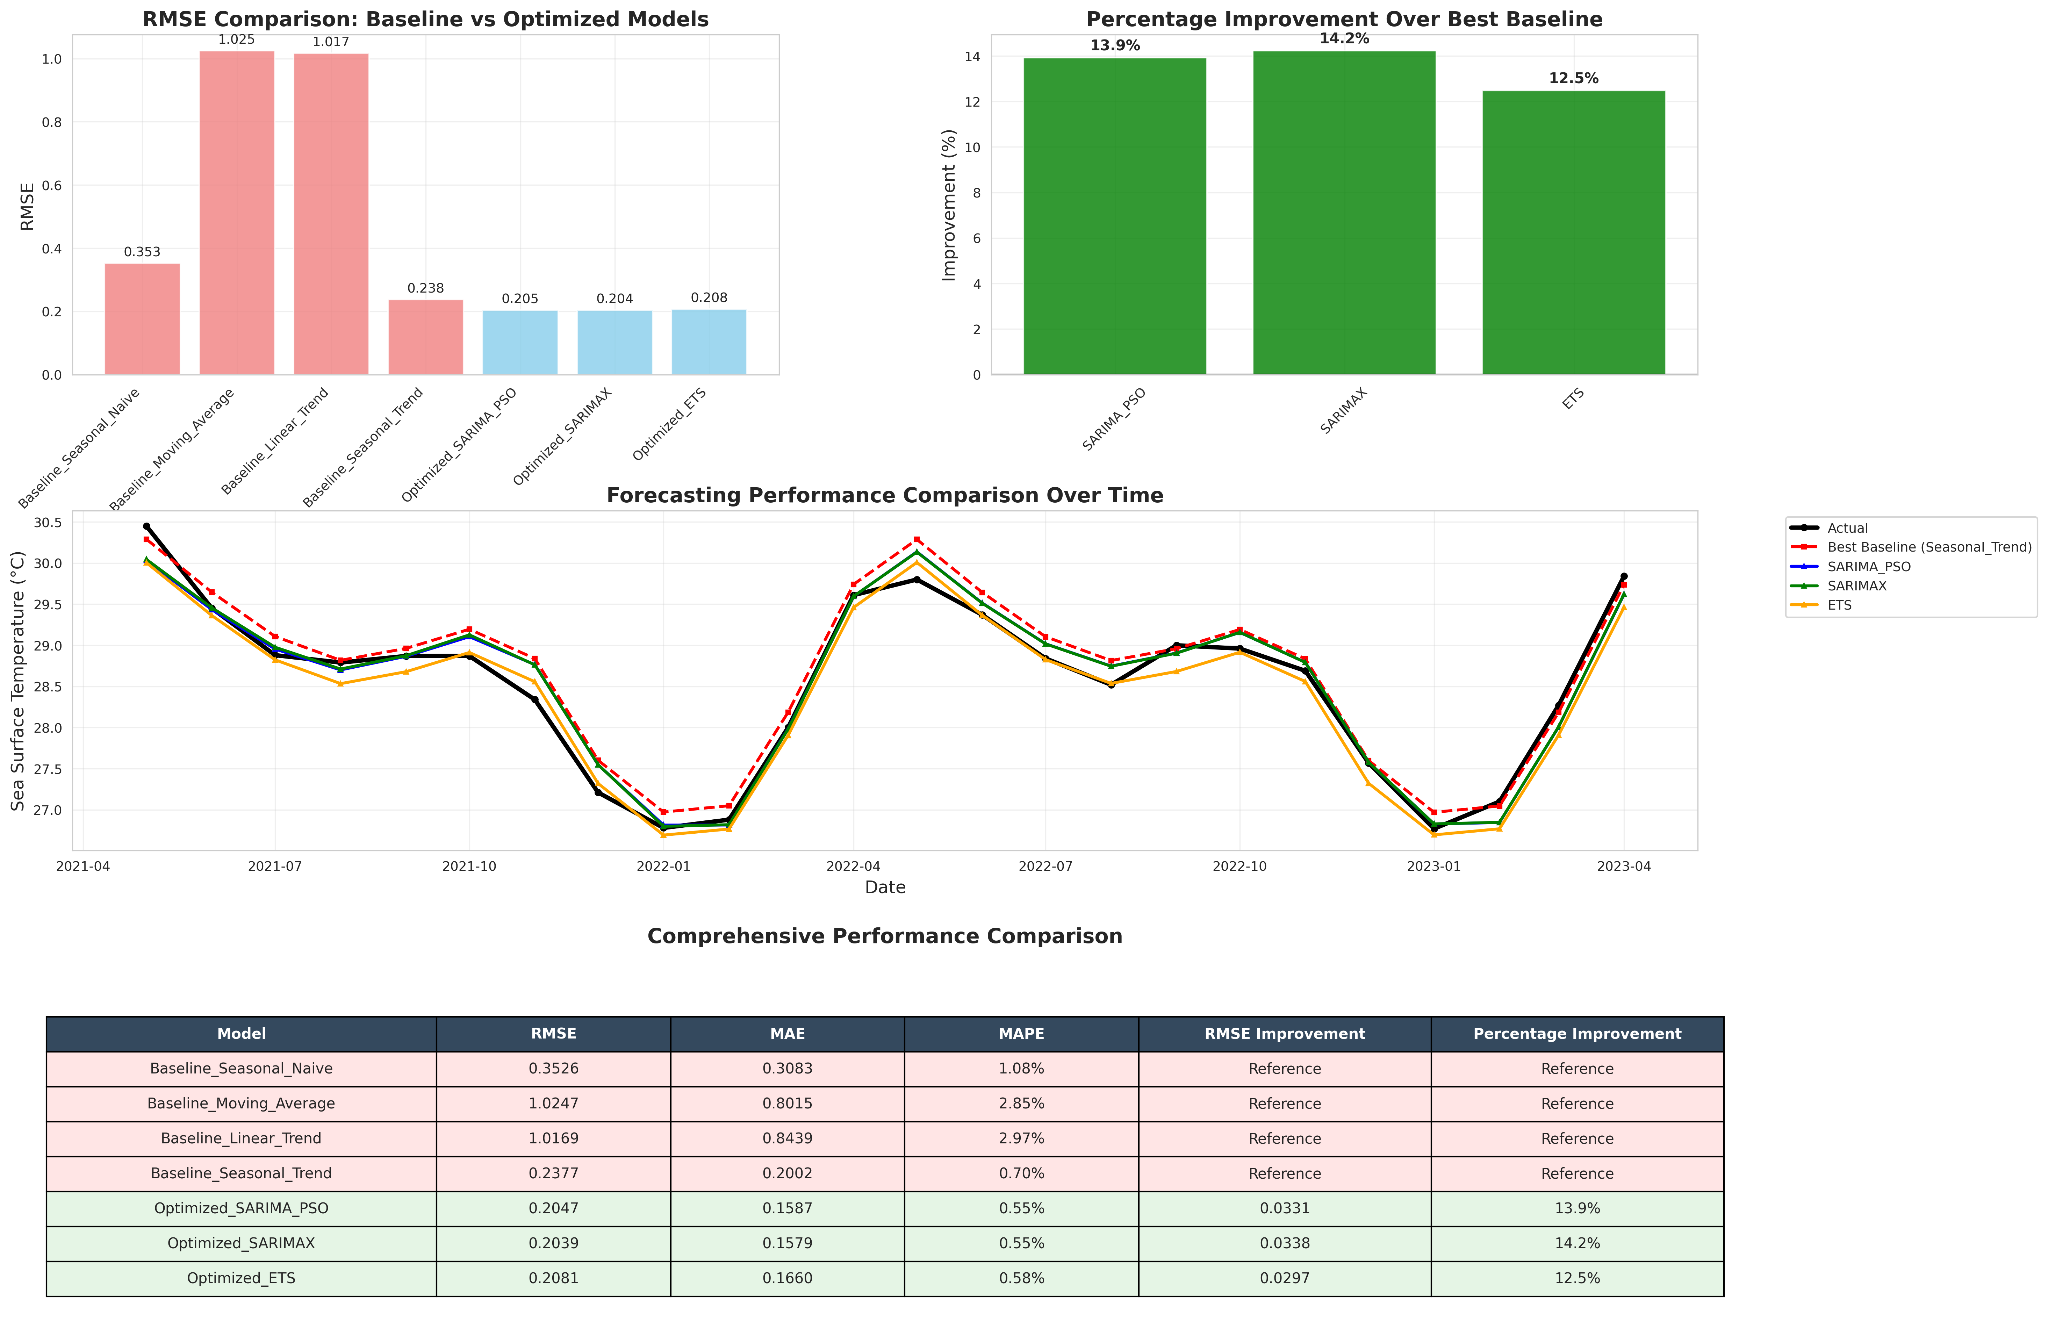 RMSE Comparison: Baseline vs Optimized Models
RMSE
1.0
0.8
0.6
0.4
0.2
0.0
0.353
1.025
1.017
0.238
0.205
0.204
0.208
Baseline_Seasonal_Naive
Baseline_Moving_Average
Baseline_Linear_Trend
Baseline_Seasonal_Trend
Optimized_SARIMA_PSO
Optimized_SARIMAX
Optimized_ETS
Percentage Improvement Over Best Baseline
Improvement (%)
14
12
10
8
6
4
2
0
13.9%
14.2%
12.5%
SARIMA_PSO
SARIMAX
ETS
Forecasting Performance Comparison Over Time
Sea Surface Temperature (°C)
30.5
30.0
29.5
29.0
28.5
28.0
27.5
27.0
2021-04 2021-07 2021-10 2022-01 2022-04 2022-07 2022-10 2023-01 2023-04
Date
Actual
Best Baseline (Seasonal_Trend)
SARIMA_PSO
SARIMAX
ETS
Comprehensive Performance Comparison
Model RMSE MAE MAPE RMSE Improvement Percentage Improvement
Baseline_Seasonal_Naive 0.3526 0.3083 1.08% Reference Reference
Baseline_Moving_Average 1.0247 0.8015 2.85% Reference Reference
Baseline_Linear_Trend 1.0169 0.8439 2.97% Reference Reference
Baseline_Seasonal_Trend 0.2377 0.2002 0.70% Reference Reference
Optimized_SARIMA_PSO 0.2047 0.1587 0.55% 0.0331 13.9%
Optimized_SARIMAX 0.2039 0.1579 0.55% 0.0338 14.2%
Optimized_ETS 0.2081 0.1660 0.58% 0.0297 12.5%